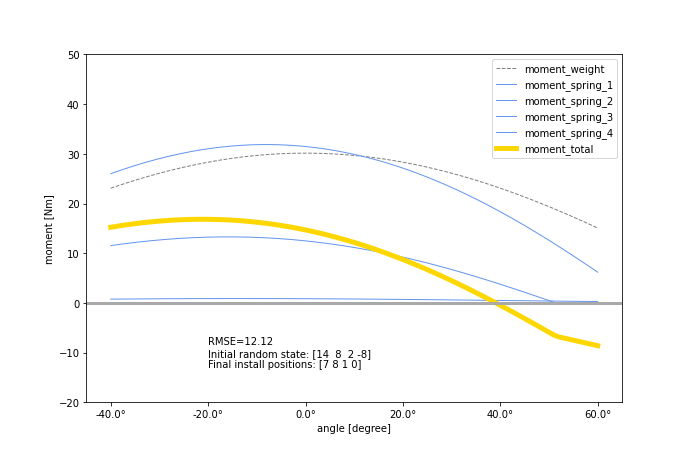 50
40
30
20
10
0
−10
−20
moment [Nm]
-40.0°
-20.0°
0.0°
20.0°
40.0°
60.0°
angle [degree]
moment_weight
moment_spring_1
moment_spring_2
moment_spring_3
moment_spring_4
moment_total
RMSE=12.12
Initial random state: [14  8  2 -8]
Final install positions: [7 8 1 0]